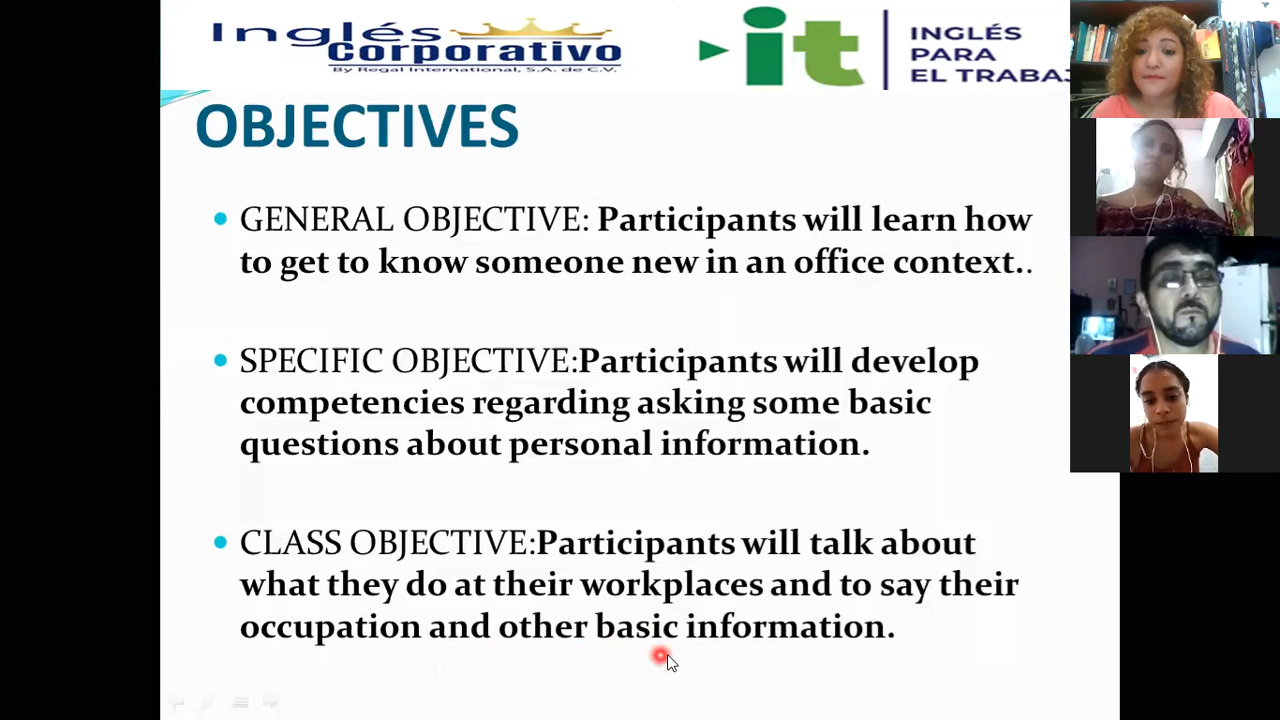 Inglés
Corporativo
By Regal International, S.A. de C.V.
it
INGLÉS
PARA
EL TRABAJ
OBJECTIVES
• GENERAL OBJECTIVE: Participants will learn how
to get to know someone new in an office context..
• SPECIFIC OBJECTIVE:Participants will develop
competencies regarding asking some basic
questions about personal information.
• CLASS OBJECTIVE:Participants will talk about
what they do at their workplaces and to say their
occupation and other basic information.